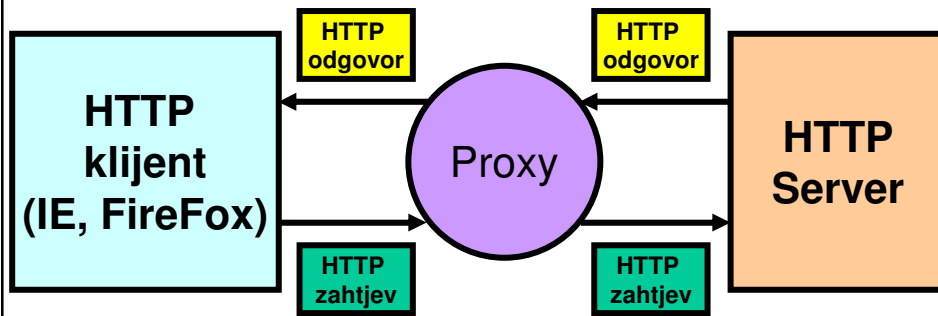 HTTP
odgovor
HTTP
odgovor
HTTP
klijent
(IE, FireFox)
Proxy
HTTP
Server
HTTP
zahtjev
HTTP
zahtjev